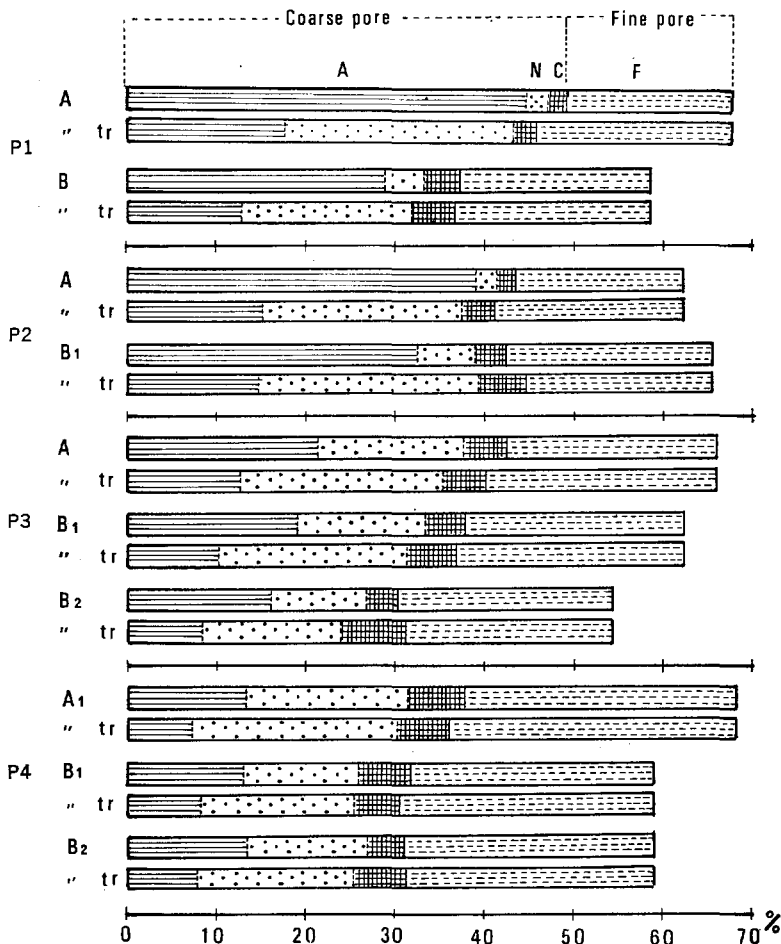 Coarse pore Fine pore
A N C F
P1
A
〃 tr
B
〃 tr
P2
A
〃 tr
B1
〃 tr
P3
A
〃 tr
B1
〃 tr
B2
〃 tr
P4
A1
〃 tr
B1
〃 tr
B2
〃 tr
0 10 20 30 40 50 60 70 %